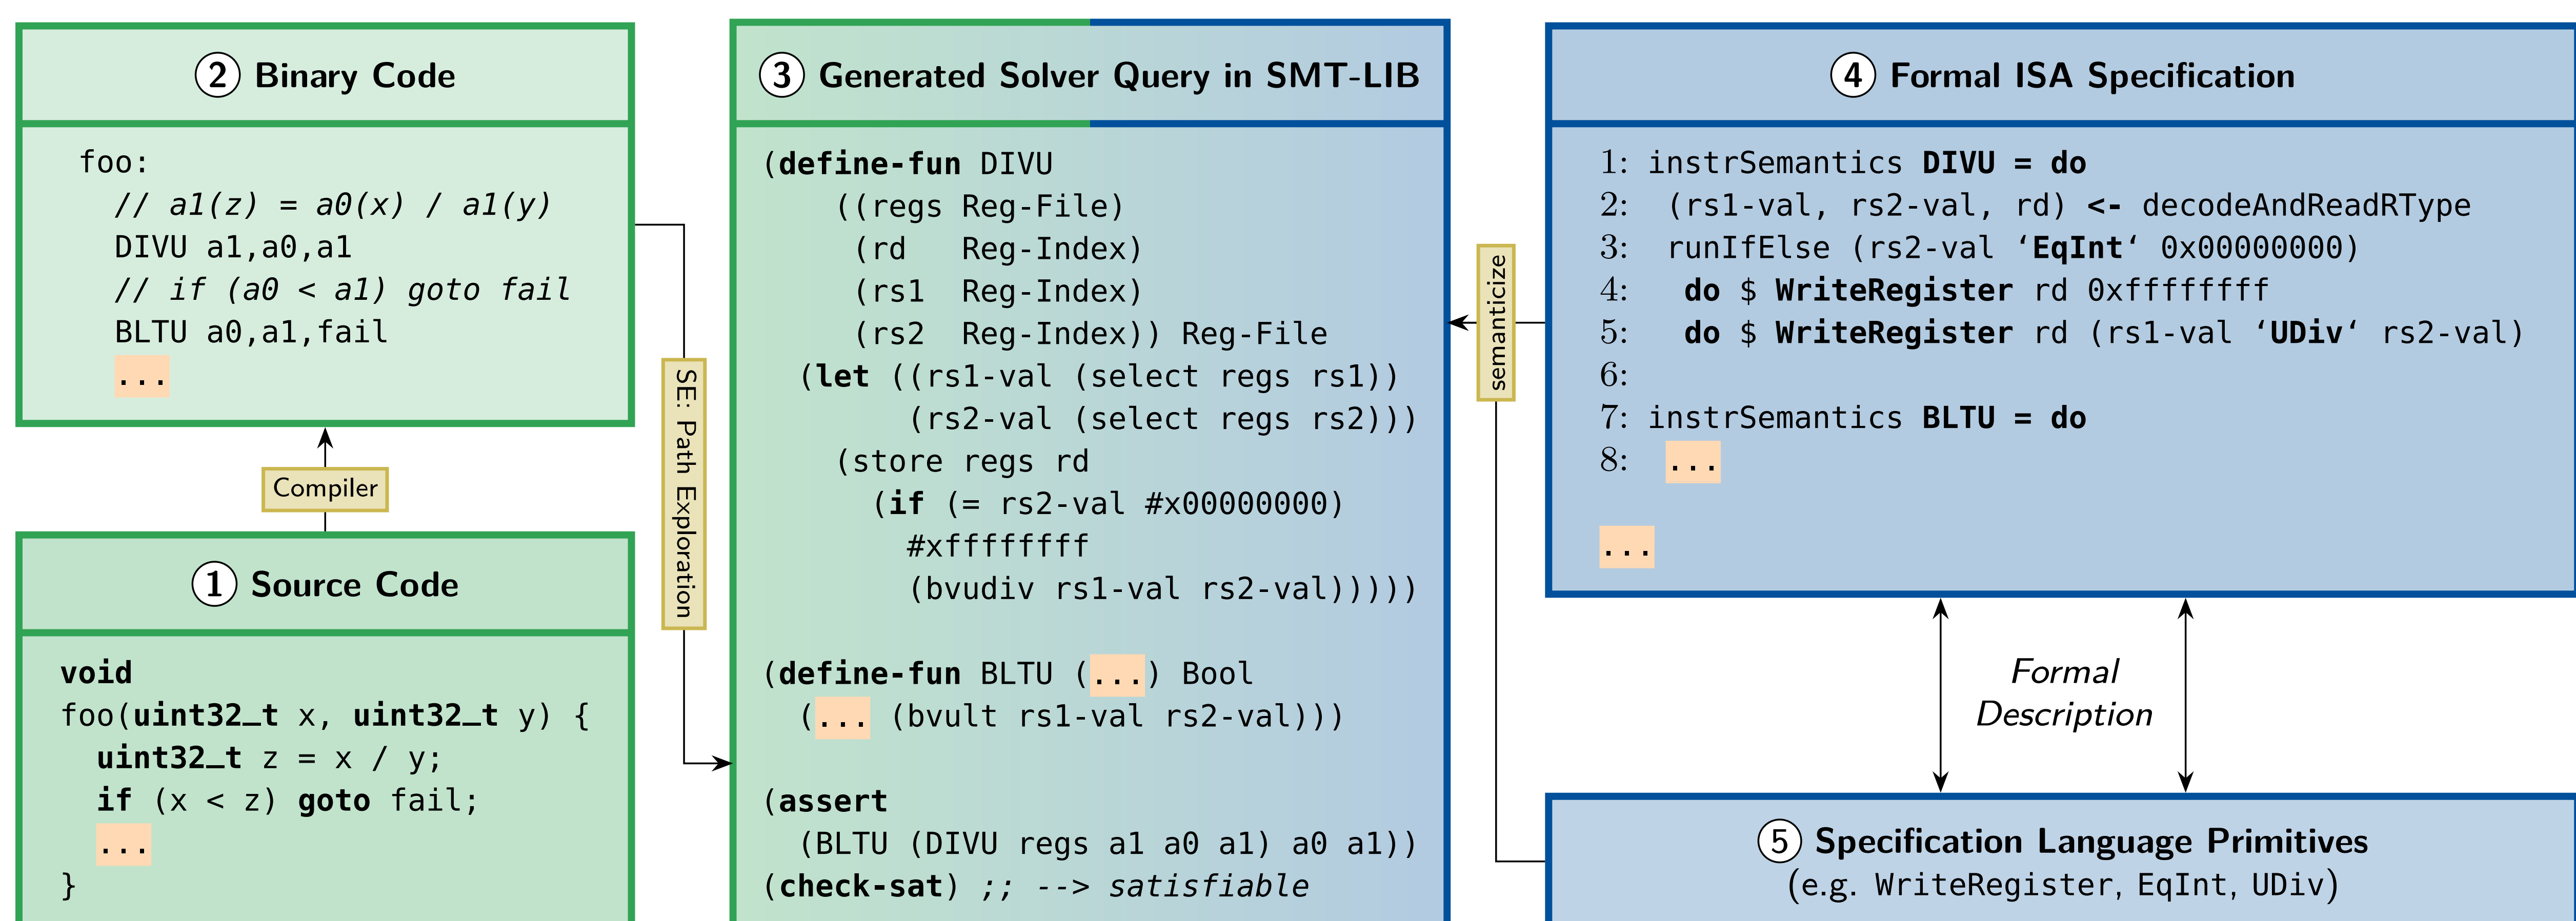 ② Binary Code
foo:
// a1(z) = a0(x) / a1(y)
DIVU a1,a0,a1
// if (a0 < a1) goto fail
BLTU a0,a1,fail
...
Compiler
① Source Code
void
foo(uint32_t x, uint32_t y) {
uint32_t z = x / y;
if (x < z) goto fail;
...
}
SE: Path Exploration
③ Generated Solver Query in SMT-LIB
(define-fun DIVU
((regs Reg-File)
(rd   Reg-Index)
(rs1  Reg-Index)
(rs2  Reg-Index)) Reg-File
(let ((rs1-val (select regs rs1))
(rs2-val (select regs rs2)))
(store regs rd
(if (= rs2-val #x00000000)
#xffffffff
(bvudiv rs1-val rs2-val)))))
(define-fun BLTU (...) Bool
(... (bvult rs1-val rs2-val)))
(assert
(BLTU (DIVU regs a1 a0 a1) a0 a1))
(check-sat) ;; --> satisfiable
semanticize
④ Formal ISA Specification
1: instrSemantics DIVU = do
2: (rs1-val, rs2-val, rd) <- decodeAndReadRType
3: runIfElse (rs2-val ‘EqInt‘ 0x00000000)
4: do $ WriteRegister rd 0xffffffff
5: do $ WriteRegister rd (rs1-val ‘UDiv‘ rs2-val)
6:
7: instrSemantics BLTU = do
8: ...
...
Formal
Description
⑤ Specification Language Primitives
(e.g. WriteRegister, EqInt, UDiv)